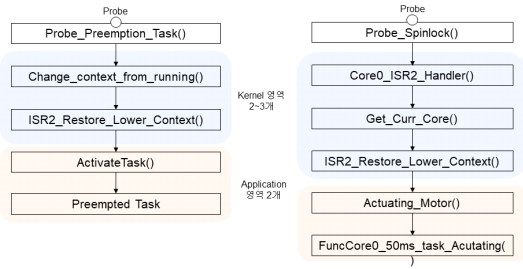 Probe
Probe_Preemption_Task()
Change_context_from_running()
ISR2_Restore_Lower_Context()
ActivateTask()
Preempted Task
Kernel 영역
2~3개
Application
영역 2개
Probe
Probe_Spinlock()
Core0_ISR2_Handler()
Get_Curr_Core()
ISR2_Restore_Lower_Context()
Actuating_Motor()
FuncCore0_50ms_task_Acutating(
)